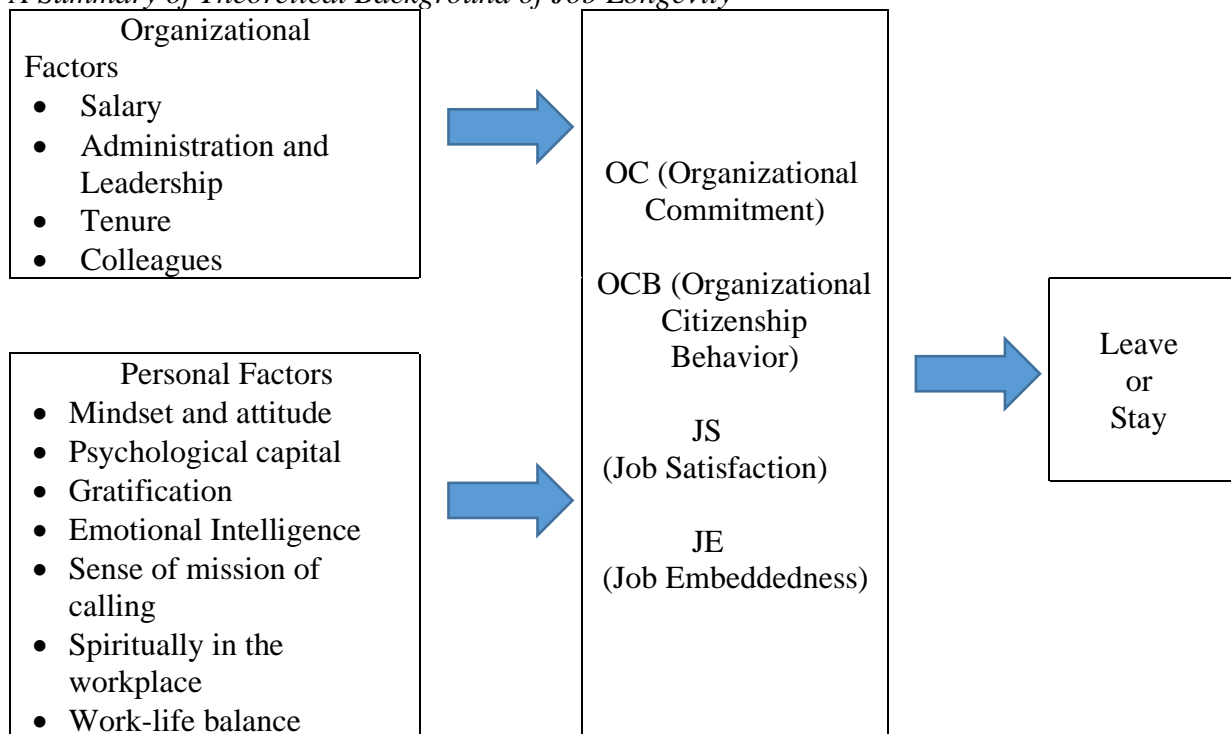 A Summary of Theoretical Background of Job Longevity
Organizational
Factors
• Salary
• Administration and
Leadership
• Tenure
• Colleagues
Personal Factors
• Mindset and attitude
• Psychological capital
• Gratification
• Emotional Intelligence
• Sense of mission of
calling
• Spiritually in the
workplace
• Work-life balance
OC (Organizational
Commitment)
OCB (Organizational
Citizenship
Behavior)
JS
(Job Satisfaction)
JE
(Job Embeddedness)
Leave
or
Stay